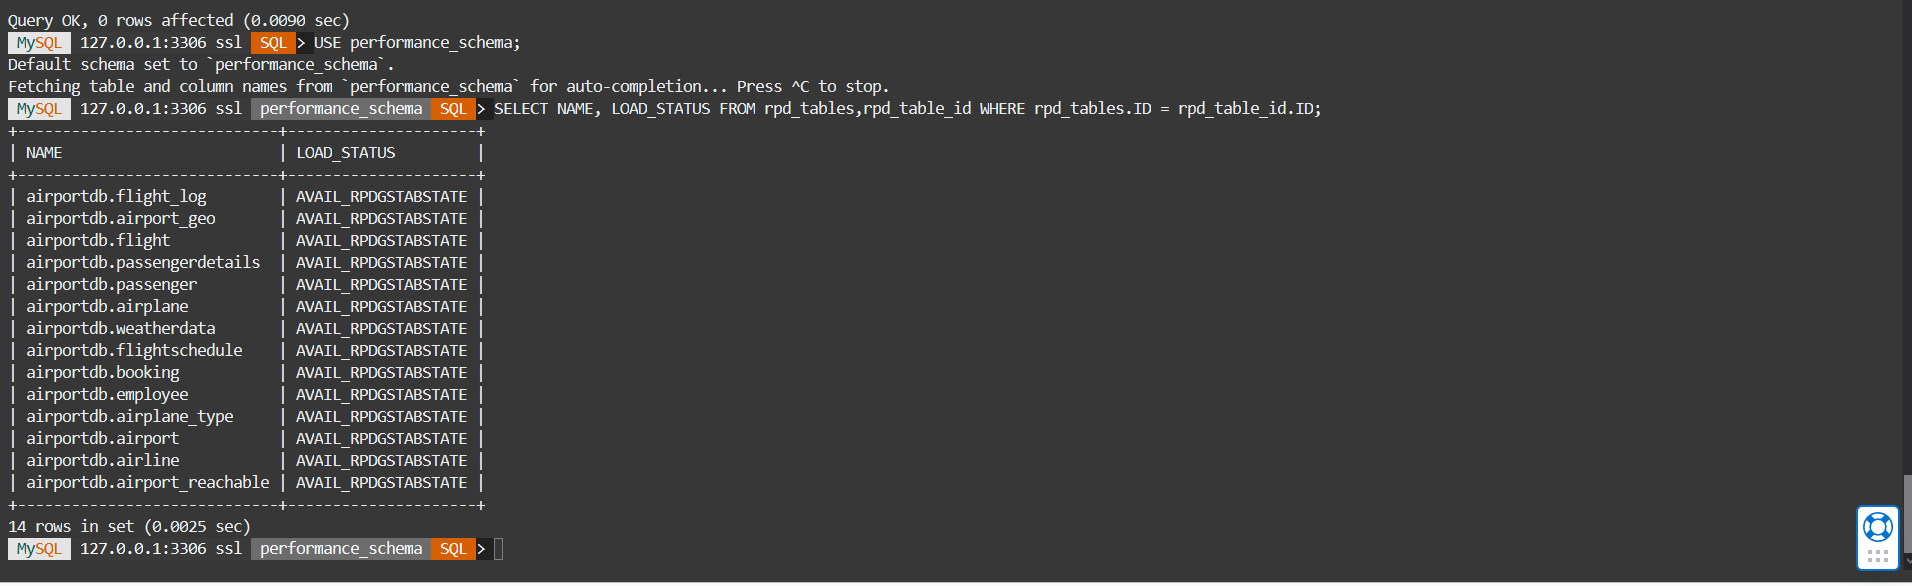 Query OK, 0 rows affected (0.0090 sec)
MySQL 127.0.0.1:3306 ssl SQL > USE performance_schema;
Default schema set to `performance_schema`.
Fetching table and column names from `performance_schema` for auto-completion... Press ^C to stop.
MySQL 127.0.0.1:3306 ssl performance_schema SQL > SELECT NAME, LOAD_STATUS FROM rpd_tables,rpd_table_id WHERE rpd_tables.ID = rpd_table_id.ID;
+-----------------------------+---------------------+
| NAME                        | LOAD_STATUS         |
+-----------------------------+---------------------+
| airportdb.flight_log        | AVAIL_RPDGSTABSTATE |
| airportdb.airport_geo       | AVAIL_RPDGSTABSTATE |
| airportdb.flight            | AVAIL_RPDGSTABSTATE |
| airportdb.passengerdetails  | AVAIL_RPDGSTABSTATE |
| airportdb.passenger         | AVAIL_RPDGSTABSTATE |
| airportdb.airplane          | AVAIL_RPDGSTABSTATE |
| airportdb.weatherdata       | AVAIL_RPDGSTABSTATE |
| airportdb.flightschedule    | AVAIL_RPDGSTABSTATE |
| airportdb.booking           | AVAIL_RPDGSTABSTATE |
| airportdb.employee          | AVAIL_RPDGSTABSTATE |
| airportdb.airplane_type     | AVAIL_RPDGSTABSTATE |
| airportdb.airport           | AVAIL_RPDGSTABSTATE |
| airportdb.airline           | AVAIL_RPDGSTABSTATE |
| airportdb.airport_reachable | AVAIL_RPDGSTABSTATE |
+-----------------------------+---------------------+
14 rows in set (0.0025 sec)
MySQL 127.0.0.1:3306 ssl performance_schema SQL >